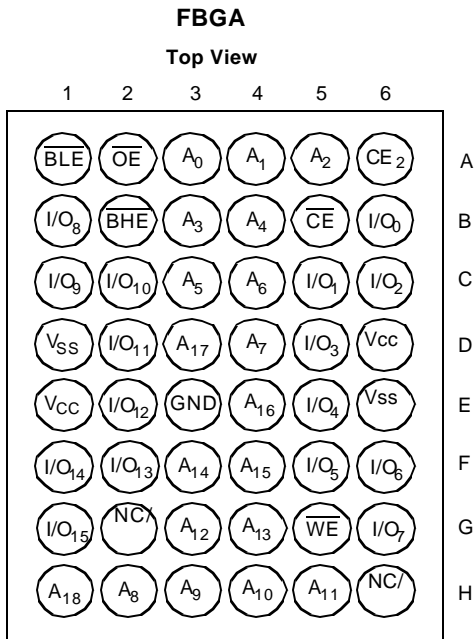 FBGA
Top View
1 2 3 4 5 6
BLE OE A0 A1 A2 CE2 A
I/O8 BHE A3 A4 CE I/O0 B
I/O9 I/O10 A5 A6 I/O1 I/O2 C
VSS I/O11 A17 A7 I/O3 Vcc D
VCC I/O12 GND A16 I/O4 Vss E
I/O14 I/O13 A14 A15 I/O5 I/O6 F
I/O15 NC/ A12 A13 WE I/O7 G
A18 A8 A9 A10 A11 NC/ H